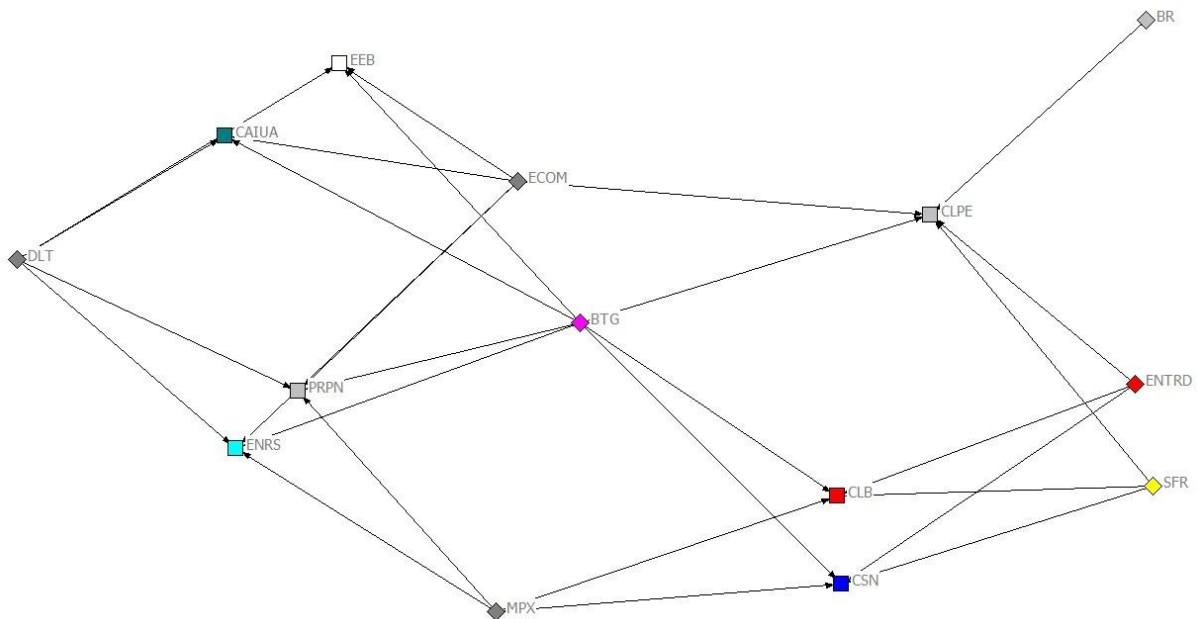 BR
EEB
CAIUA
ECOM
CLPE
DLT
BTG
ENTRD
PRPN
ENRS
SFR
CLB
CSN
MPX